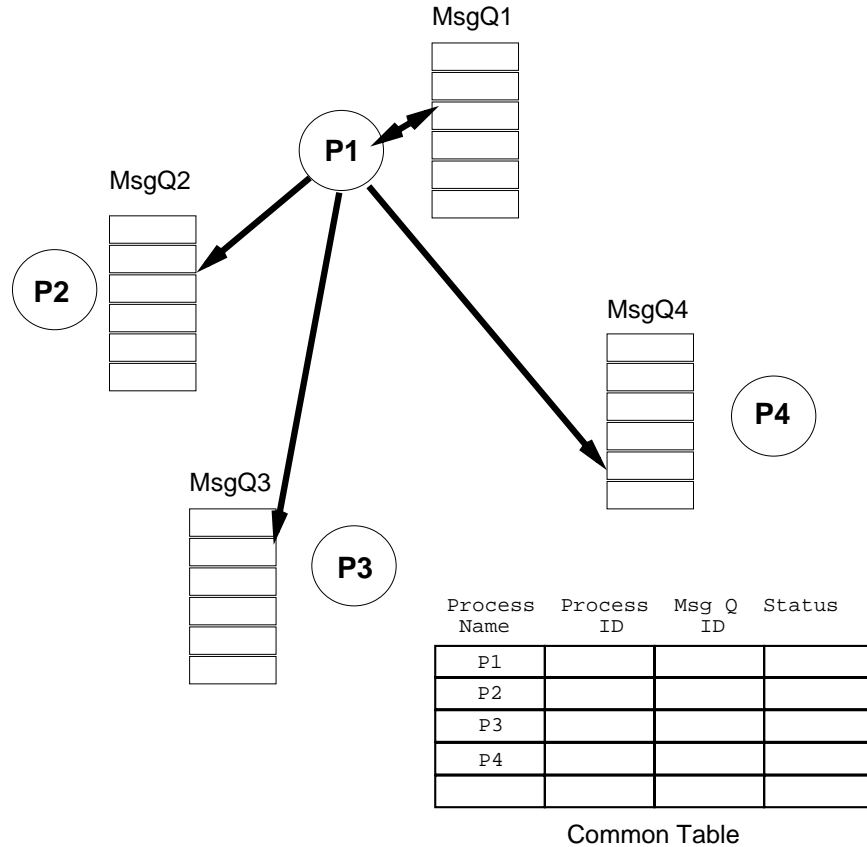 MsgQ1
P1
MsgQ2
P2
MsgQ4
P4
MsgQ3
P3
Process Name Process ID Msg Q ID Status
P1
P2
P3
P4
Common Table